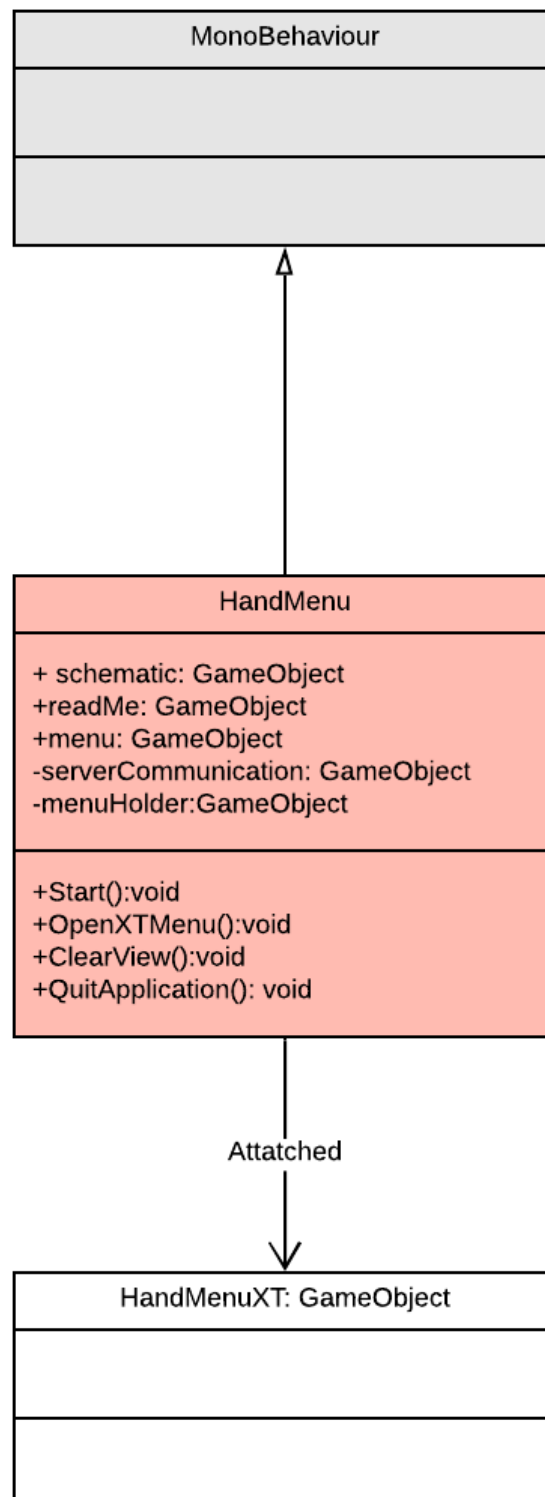 MonoBehaviour
HandMenu
+ schematic: GameObject
+readMe: GameObject
+menu: GameObject
-serverCommunication: GameObject
-menuHolder:GameObject
+Start():void
+OpenXTMenu():void
+ClearView():void
+QuitApplication(): void
Attatched
HandMenuXT: GameObject